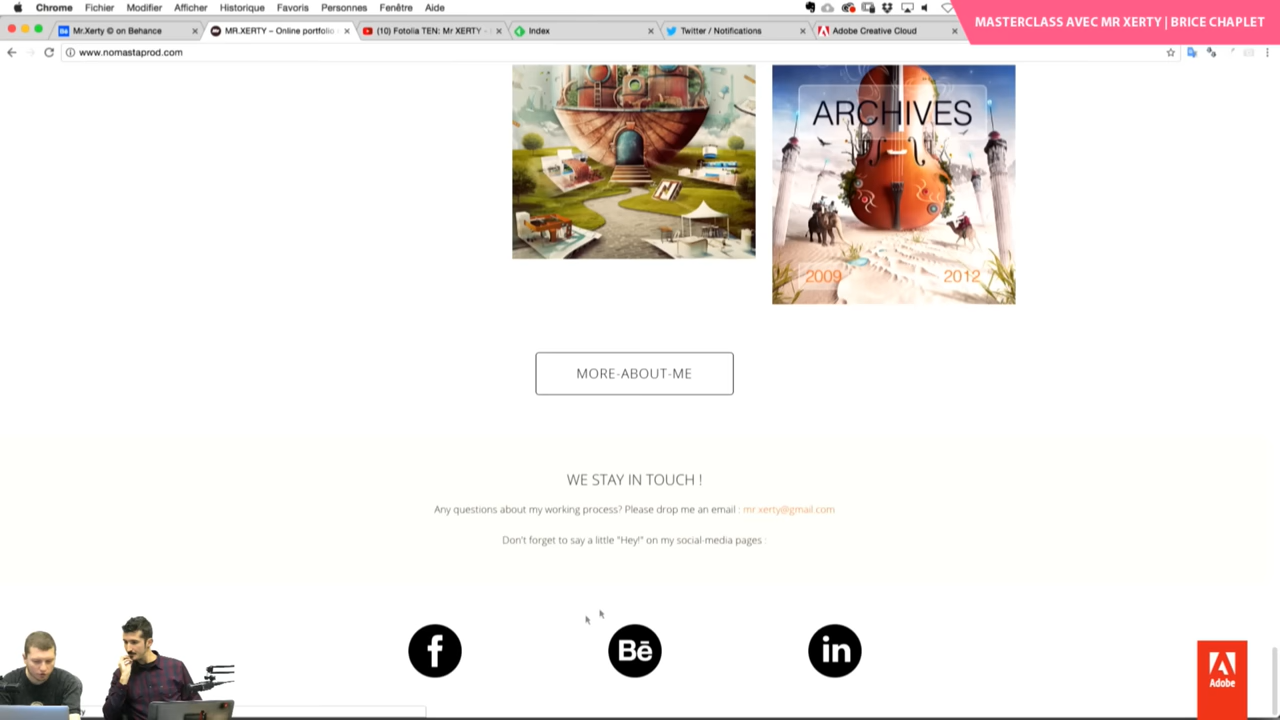 Chrome Fichier Modifier Afficher Historique Favoris Personnes Fenêtre Aide
MASTERCLASS AVEC MR XERTY | BRICE CHAPLET
Mr.Xerty © on Behance
MR.XERTY – Online portfolio
(10) Fotolia TEN: Mr XERTY -
Index
Twitter / Notifications
Adobe Creative Cloud
www.nomastaprod.com
ARCHIVES
2009 2012
MORE-ABOUT-ME
WE STAY IN TOUCH !
Any questions about my working process? Please drop me an email : mr.xerty@gmail.com
Don't forget to say a little "Hey!" on my social-media pages :
f Bē in
Adobe